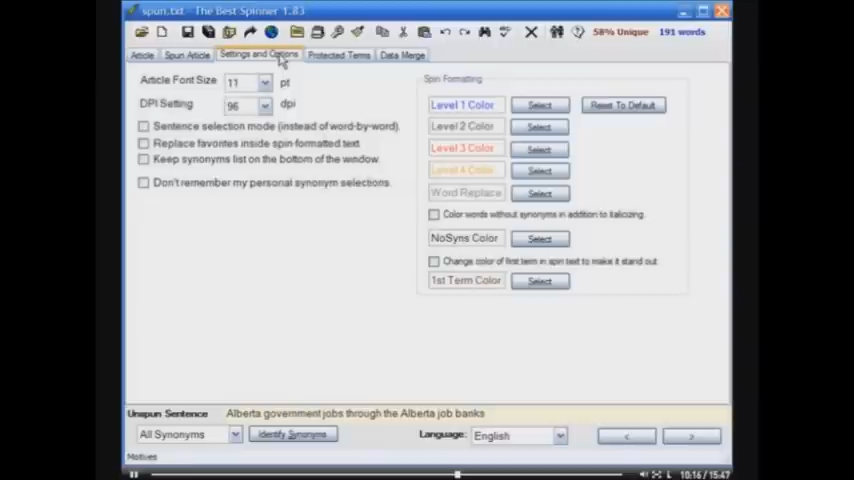 spun.txt - The Best Spinner 1.83
58% Unique 191 words
Article Spun Article Settings and Options Protected Terms Data Merge
Article Font Size 11 pt
DPI Setting 96 dpi
Sentence selection mode (instead of word-by-word).
Replace favorites inside spin-formatted text
Keep synonyms list on the bottom of the window.
Don't remember my personal synonym selections.
Spin Formatting
Level 1 Color Select Reset To Default
Level 2 Color Select
Level 3 Color Select
Level 4 Color Select
Word Replace Select
Color words without synonyms in addition to italicizing.
NoSyns Color Select
Change color of first term in spin text to make it stand out.
1st Term Color Select
Unspun Sentence Alberta government jobs through the Alberta job banks
All Synonyms Identify Synonyms Language: English < >
Motives
10:16 / 15:47